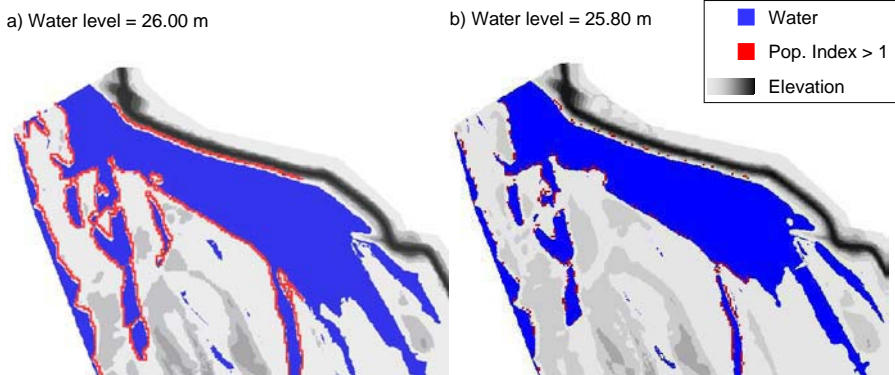 a) Water level = 26.00 m
b) Water level = 25.80 m
Water
Pop. Index > 1
Elevation